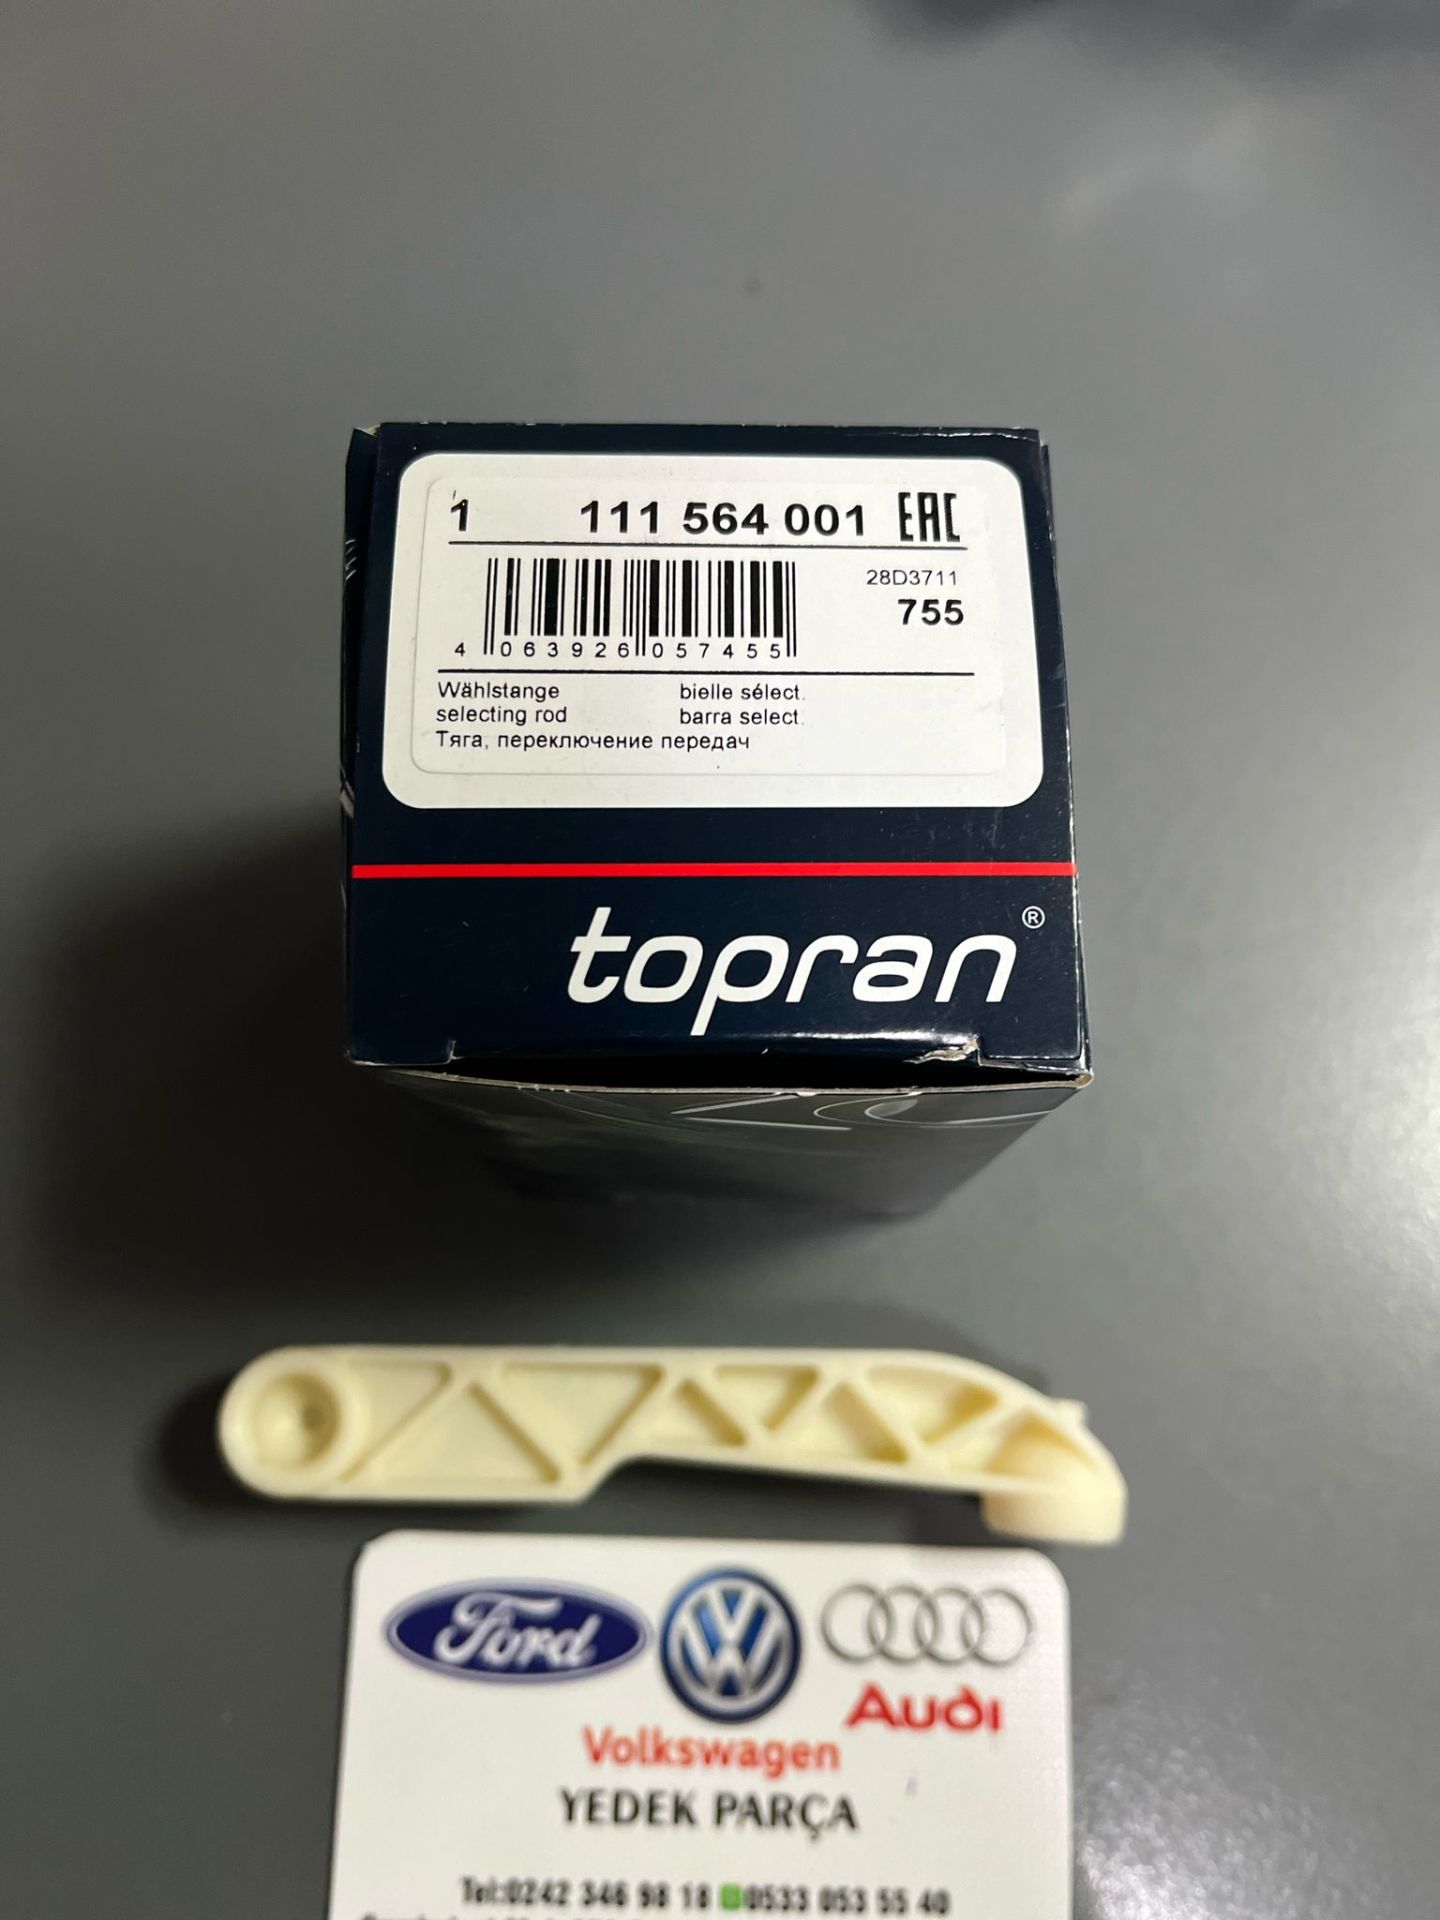 1 111 564 001 EAC
28D3711
755
4 063926 057455
Wählstange bielle sélect.
selecting rod barra select.
Тяга, переключение передач
topran®
Ford
Audi
Volkswagen
YEDEK PARÇA
Tel:0242 346 98 18 0533 053 55 40